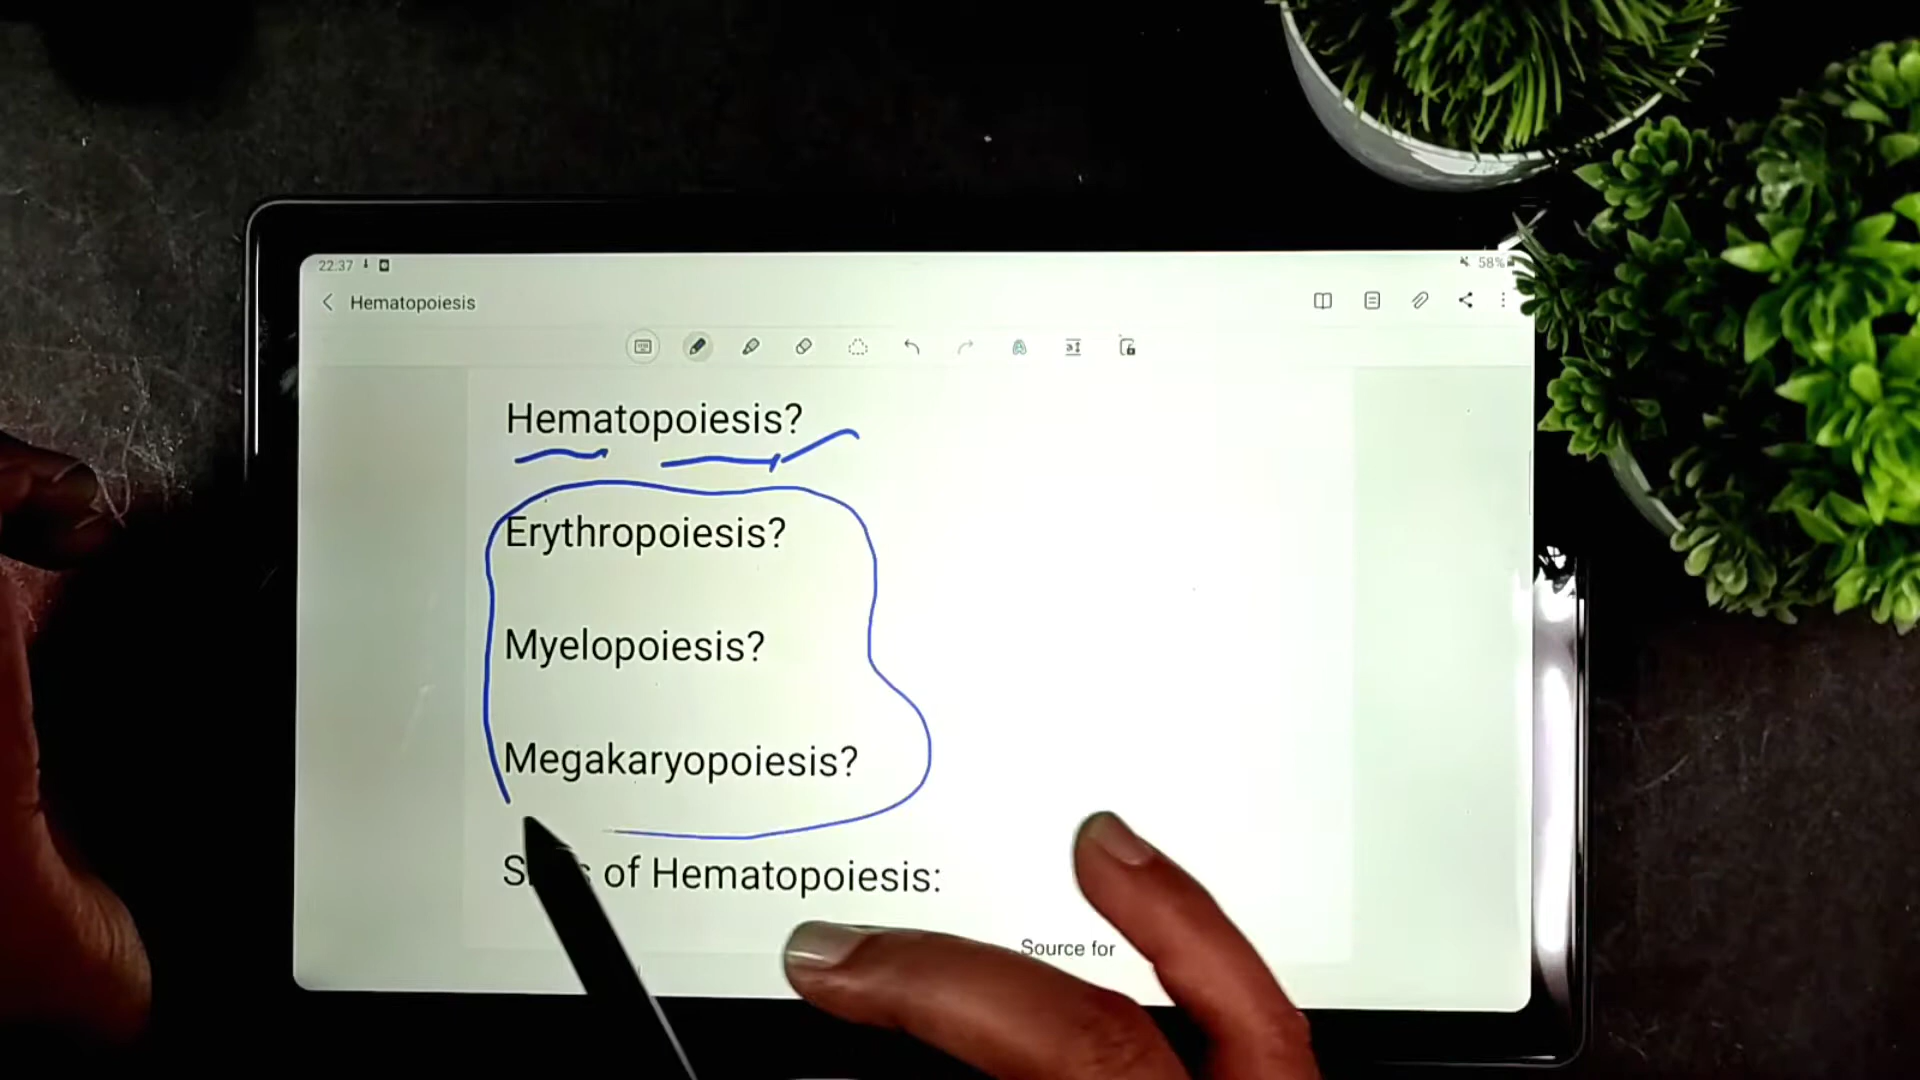 22.37
58%
Hematopoiesis
Hematopoiesis?
Erythropoiesis?
Myelopoiesis?
Megakaryopoiesis?
of Hematopoiesis:
Source for